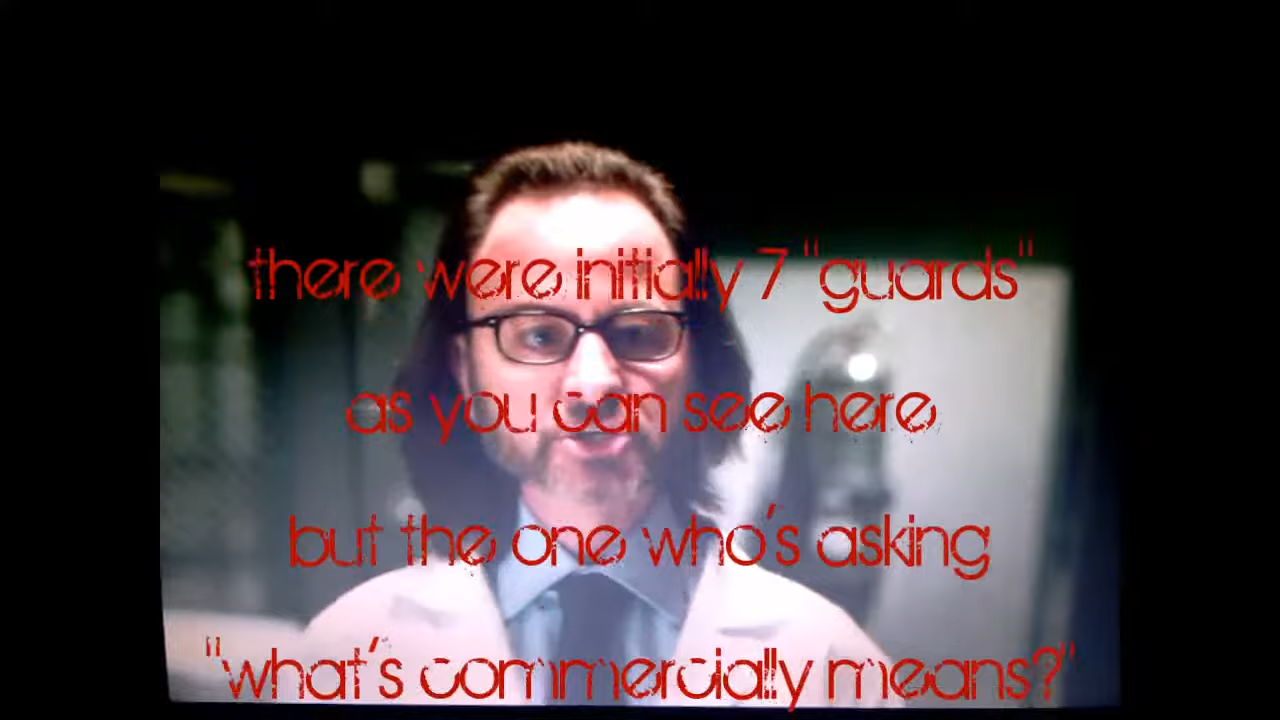 there were initially 7 "guards"
as you can see here
but the one who's asking
"what's commercially means?"